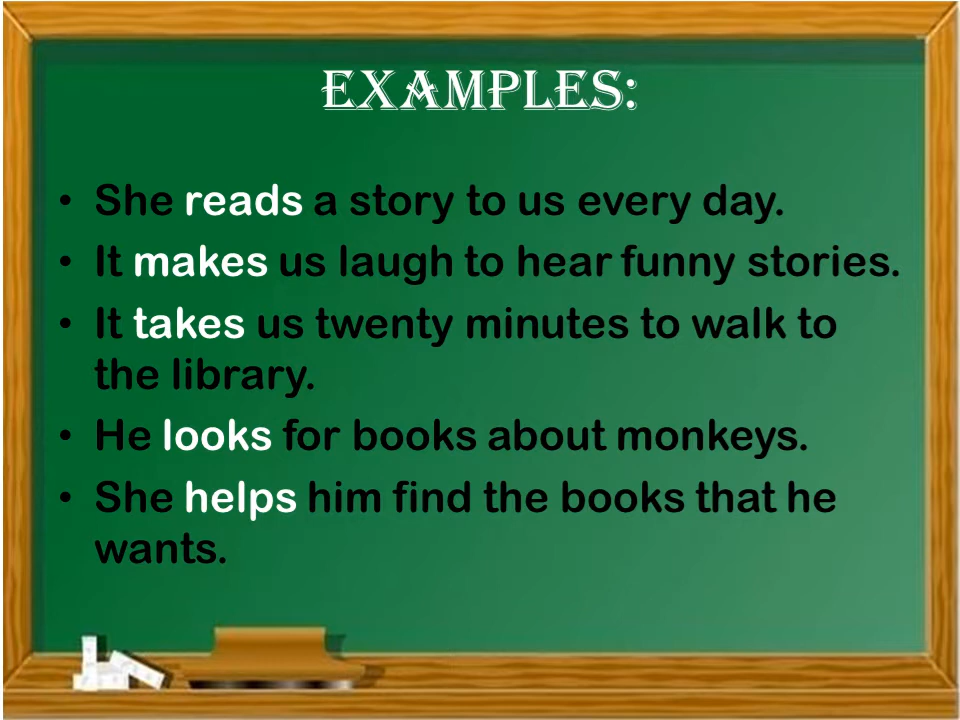 EXAMPLES:
• She reads a story to us every day.
• It makes us laugh to hear funny stories.
• It takes us twenty minutes to walk to
the library.
• He looks for books about monkeys.
• She helps him find the books that he
wants.